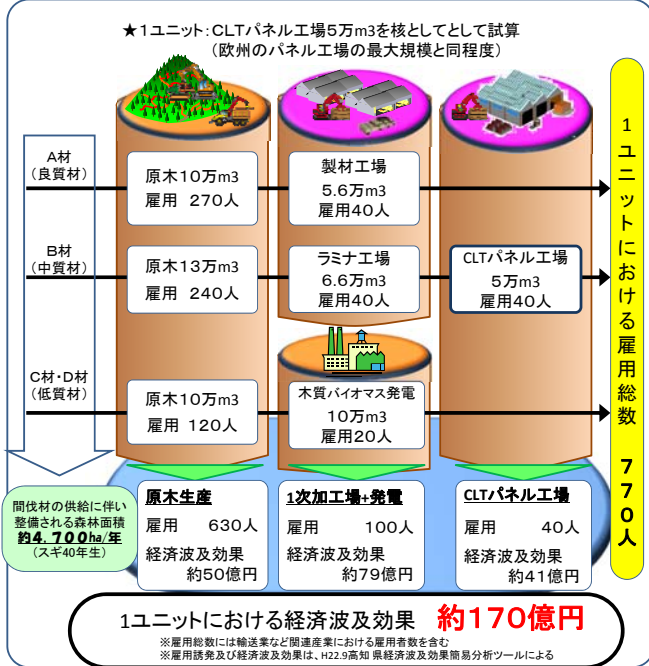 ★1ユニット:CLTパネル工場5万m3を核としてとして試算
(欧州のパネル工場の最大規模と同程度)
A材
(良質材)
原木10万m3
雇用 270人
製材工場
5.6万m3
雇用40人
B材
(中質材)
原木13万m3
雇用 240人
ラミナ工場
6.6万m3
雇用40人
CLTパネル工場
5万m3
雇用40人
C材・D材
(低質材)
原木10万m3
雇用 120人
木質バイオマス発電
10万m3
雇用20人
1ユニットにおける雇用総数 770人
間伐材の供給に伴い
整備される森林面積
約4,700ha/年
(スギ40年生)
原木生産
雇用 630人
経済波及効果
約50億円
1次加工場+発電
雇用 100人
経済波及効果
約79億円
CLTパネル工場
雇用 40人
経済波及効果
約41億円
1ユニットにおける経済波及効果 約170億円
※雇用総数には輸送業など関連産業における雇用者数を含む
※雇用誘発及び経済波及効果は、H22.9高知 県経済波及効果簡易分析ツールによる